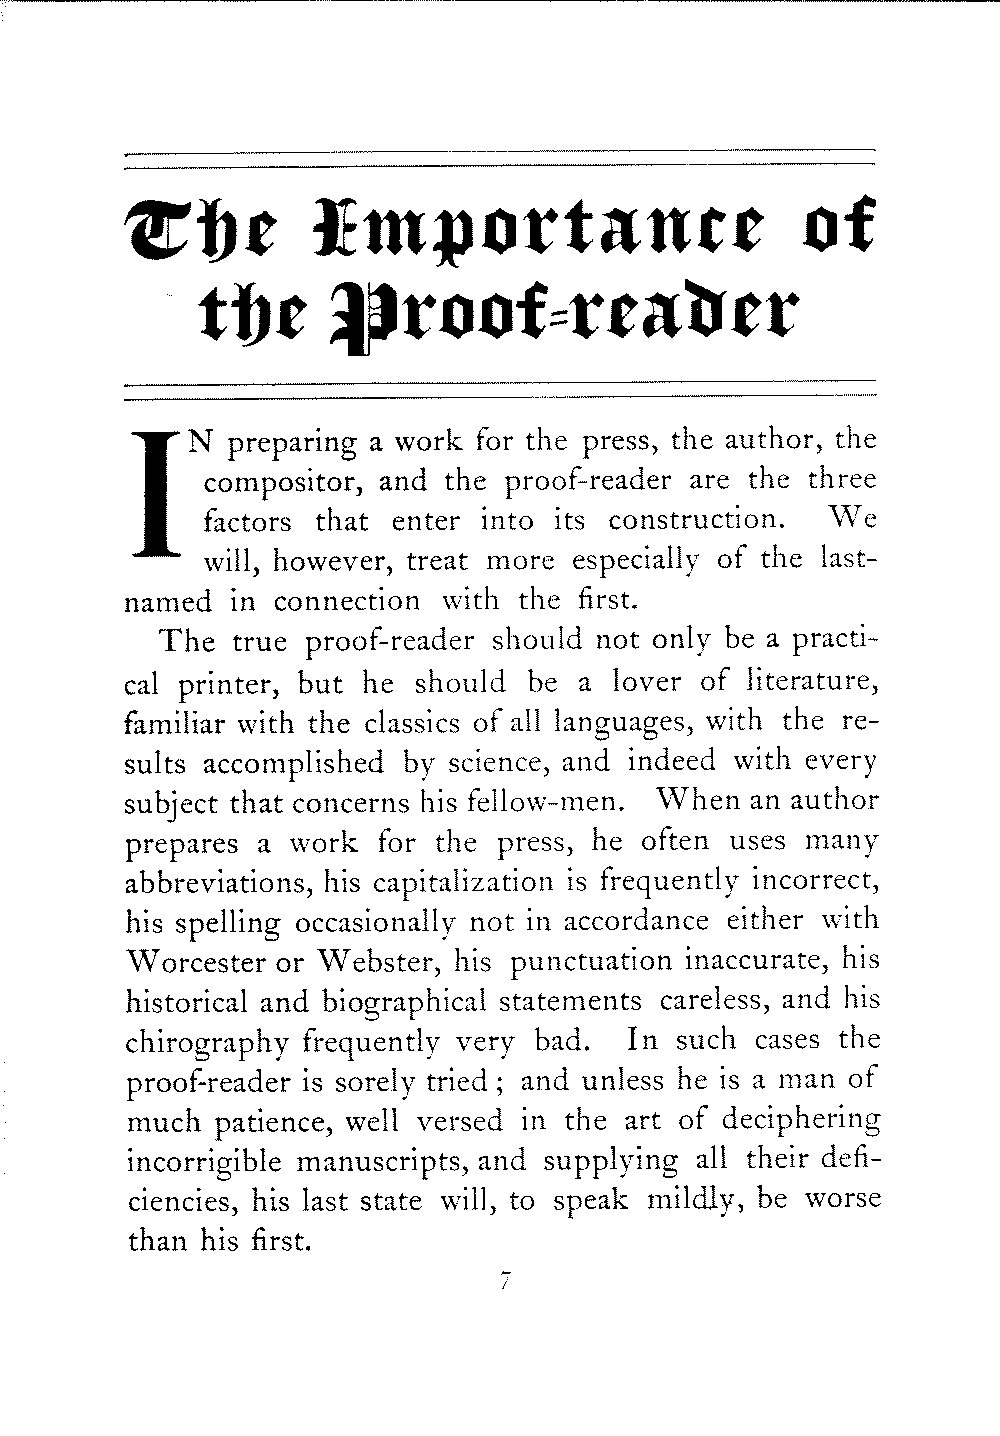 The Importance of
the Proof-reader
IN preparing a work for the press, the author, the
compositor, and the proof-reader are the three
factors that enter into its construction. We
will, however, treat more especially of the last-
named in connection with the first.
The true proof-reader should not only be a practi-
cal printer, but he should be a lover of literature,
familiar with the classics of all languages, with the re-
sults accomplished by science, and indeed with every
subject that concerns his fellow-men. When an author
prepares a work for the press, he often uses many
abbreviations, his capitalization is frequently incorrect,
his spelling occasionally not in accordance either with
Worcester or Webster, his punctuation inaccurate, his
historical and biographical statements careless, and his
chirography frequently very bad. In such cases the
proof-reader is sorely tried ; and unless he is a man of
much patience, well versed in the art of deciphering
incorrigible manuscripts, and supplying all their defi-
ciencies, his last state will, to speak mildly, be worse
than his first.
7